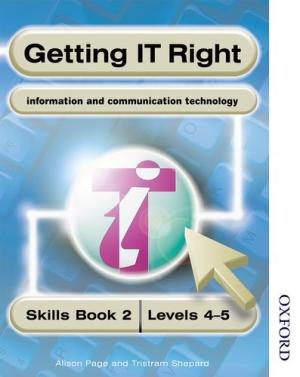 Getting IT Right
information and communication technology
Skills Book 2 Levels 4–5
Alison Page and Tristram Shepard
OXFORD